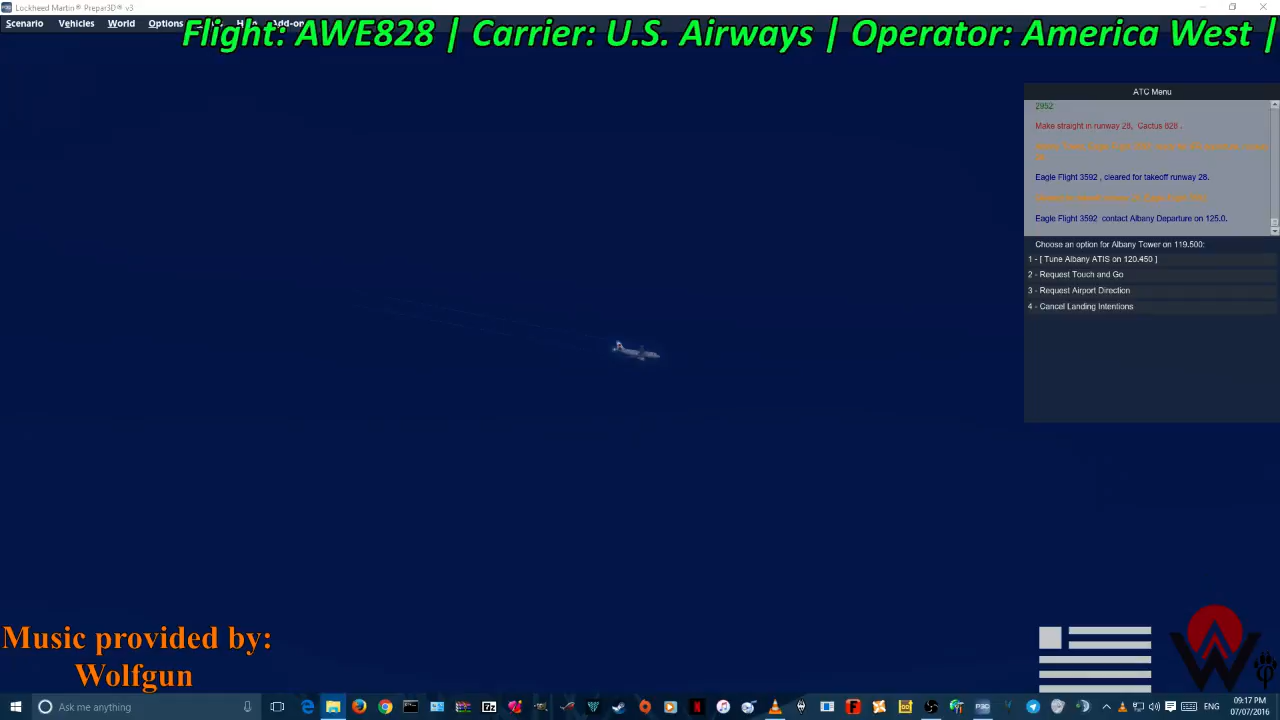 Lockheed Martin® Prepar3D® v3
Scenario Vehicles World Options Add-on
Flight: AWE828 | Carrier: U.S. Airways | Operator: America West |
ATC Menu
2952
Make straight in runway 28, Cactus 828 .
Eagle Flight 3592 , cleared for takeoff runway 28.
Eagle Flight 3592 contact Albany Departure on 125.0.
Choose an option for Albany Tower on 119.500:
1 - [ Tune Albany ATIS on 120.450 ]
2 - Request Touch and Go
3 - Request Airport Direction
4 - Cancel Landing Intentions
Music provided by:
Wolfgun
Ask me anything
ENG
09:17 PM
07/07/2016